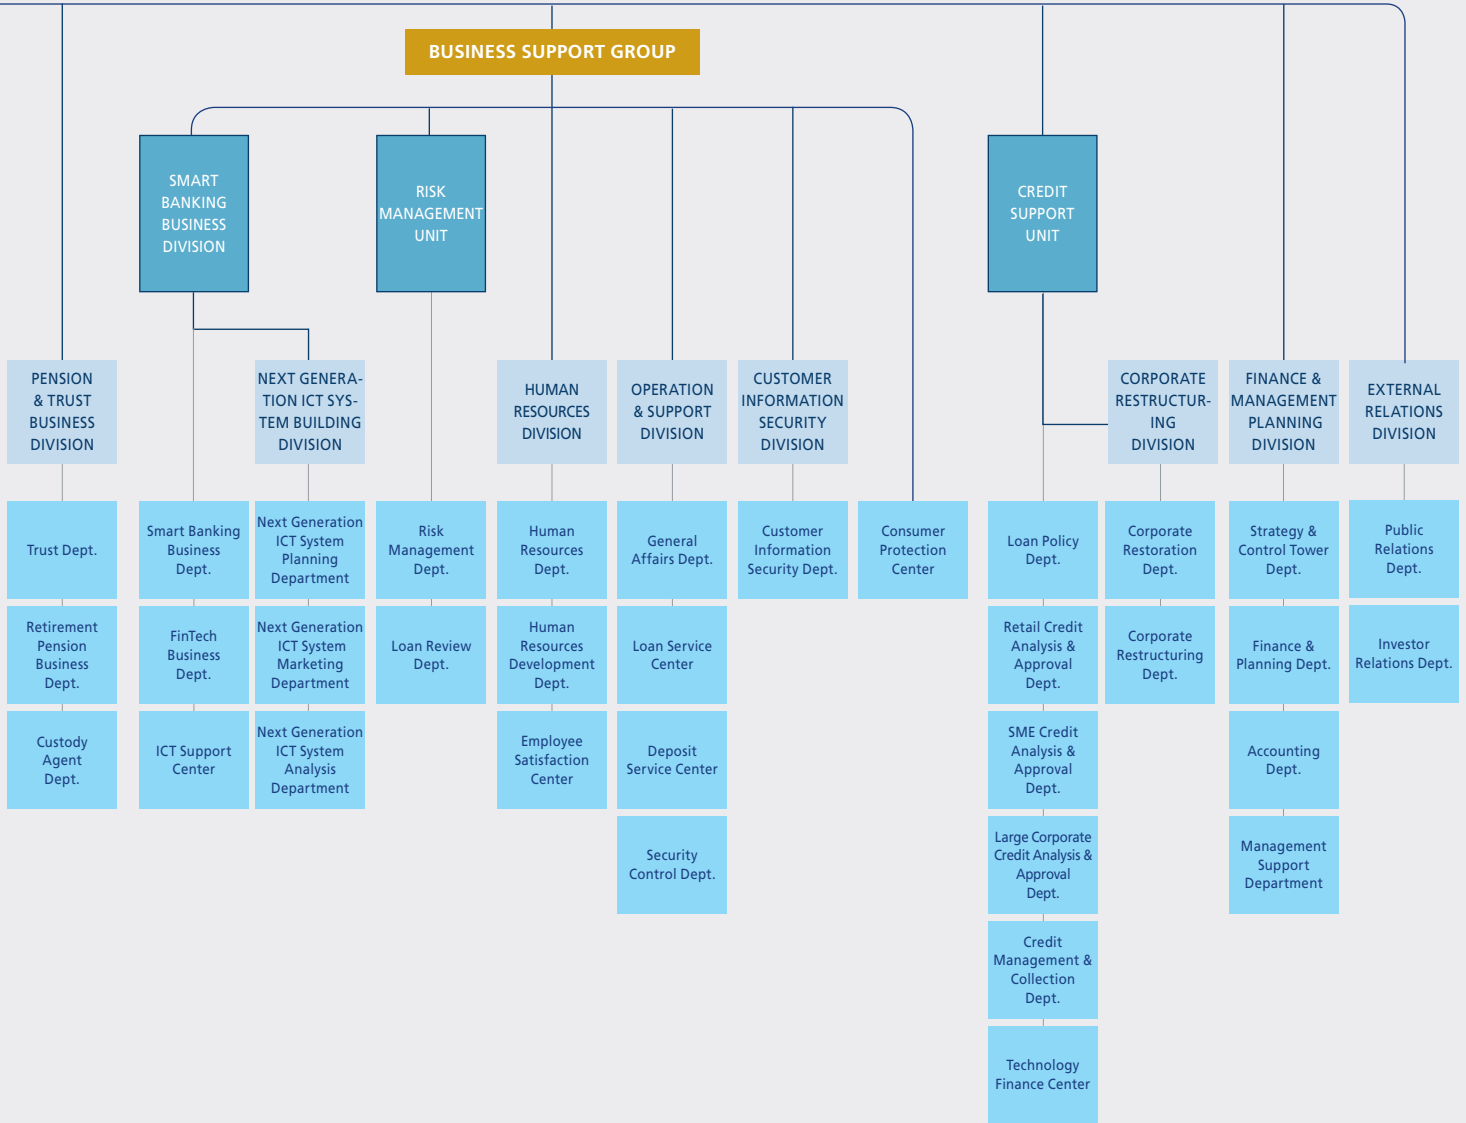 BUSINESS SUPPORT GROUP
SMART
BANKING
BUSINESS
DIVISION
RISK
MANAGEMENT
UNIT
CREDIT
SUPPORT
UNIT
PENSION
& TRUST
BUSINESS
DIVISION
NEXT GENERA-
TION ICT SYS-
TEM BUILDING
DIVISION
HUMAN
RESOURCES
DIVISION
OPERATION
& SUPPORT
DIVISION
CUSTOMER
INFORMATION
SECURITY
DIVISION
CORPORATE
RESTRUCTUR-
ING
DIVISION
FINANCE &
MANAGEMENT
PLANNING
DIVISION
EXTERNAL
RELATIONS
DIVISION
Trust Dept.
Smart Banking
Business
Dept.
Next Generation
ICT System
Planning
Department
Risk
Management
Dept.
Human
Resources
Dept.
General
Affairs Dept.
Customer
Information
Security Dept.
Consumer
Protection
Center
Loan Policy
Dept.
Corporate
Restoration
Dept.
Strategy &
Control Tower
Dept.
Public
Relations
Dept.
Retirement
Pension
Business
Dept.
FinTech
Business
Dept.
Next Generation
ICT System
Marketing
Department
Loan Review
Dept.
Human
Resources
Development
Dept.
Loan Service
Center
Retail Credit
Analysis &
Approval
Dept.
Corporate
Restructuring
Dept.
Finance &
Planning Dept.
Investor
Relations Dept.
Custody
Agent
Dept.
ICT Support
Center
Next Generation
ICT System
Analysis
Department
Employee
Satisfaction
Center
Deposit
Service Center
SME Credit
Analysis &
Approval
Dept.
Accounting
Dept.
Security
Control Dept.
Large Corporate
Credit Analysis &
Approval
Dept.
Management
Support
Department
Credit
Management &
Collection
Dept.
Technology
Finance Center